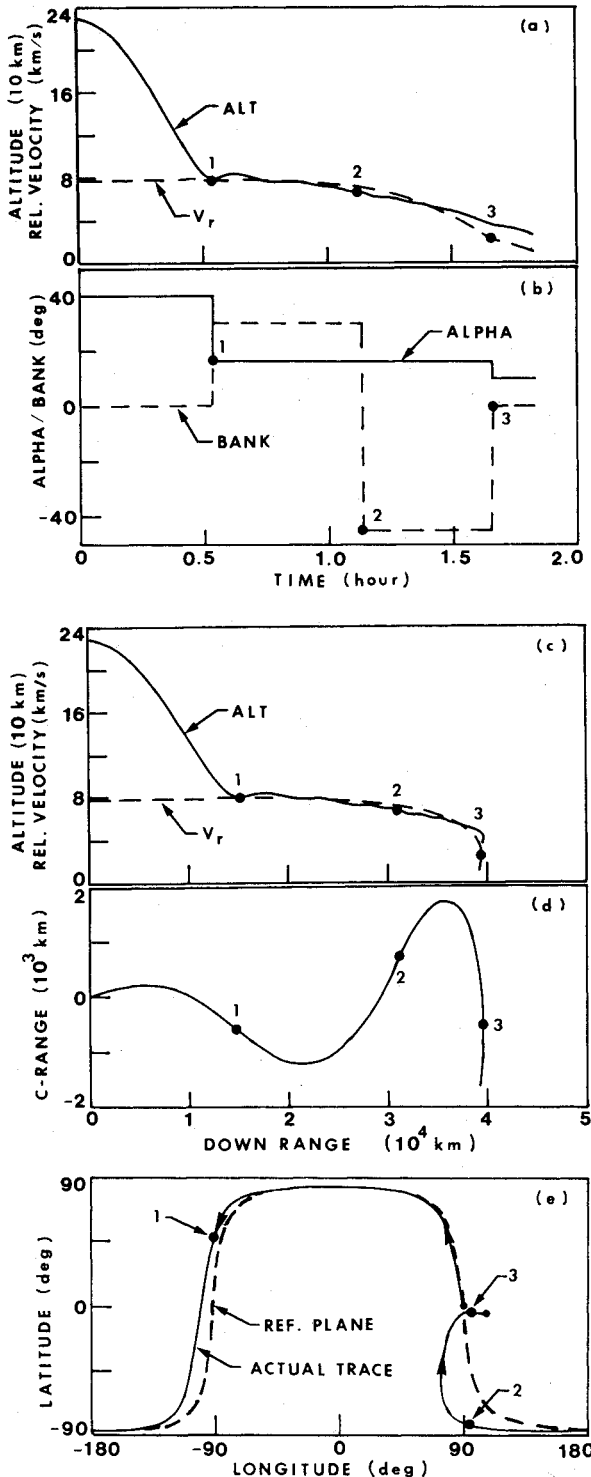 (a)
ALTITUDE (10 km)
REL. VELOCITY (km/s)
24
16
8
0
ALT
V_r
1
2
3
(b)
ALPHA/BANK (deg)
40
0
-40
ALPHA
BANK
1
2
3
0
0.5
1.0
1.5
2.0
TIME (hour)
(c)
ALTITUDE (10 km)
REL. VELOCITY (km/s)
24
16
8
0
ALT
V_r
1
2
3
(d)
C-RANGE (10^3 km)
2
0
-2
1
2
3
0
1
2
3
4
5
DOWN RANGE (10^4 km)
(e)
LATITUDE (deg)
90
0
-90
1
3
REF. PLANE
ACTUAL TRACE
2
-180
-90
0
90
180
LONGITUDE (deg)